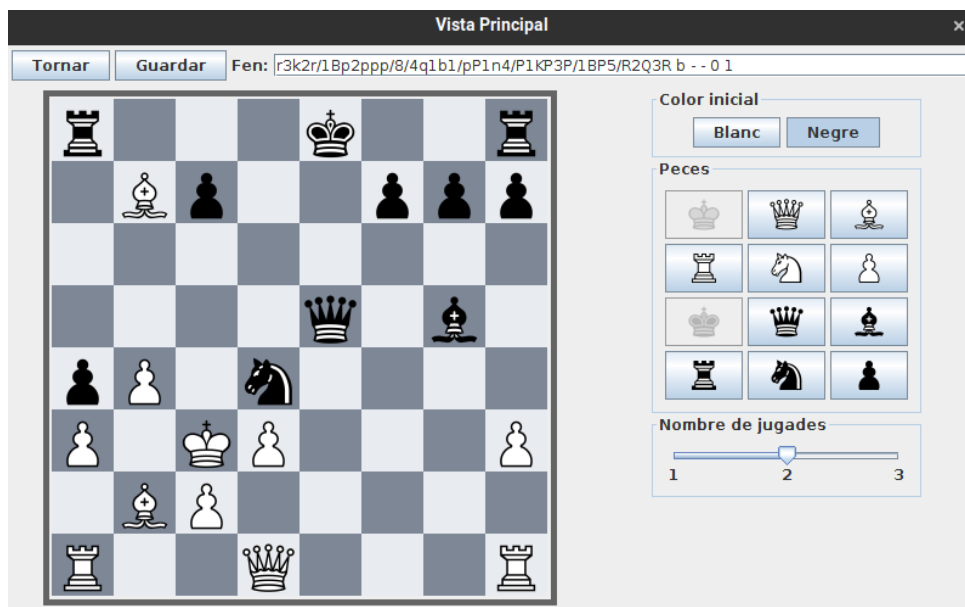 Vista Principal ×
Tornar Guardar Fen: r3k2r/1Bp2ppp/8/4q1b1/pP1n4/P1KP3P/1BP5/R2Q3R b - - 0 1
Color inicial
Blanc Negre
Peces
Nombre de jugades
1 2 3